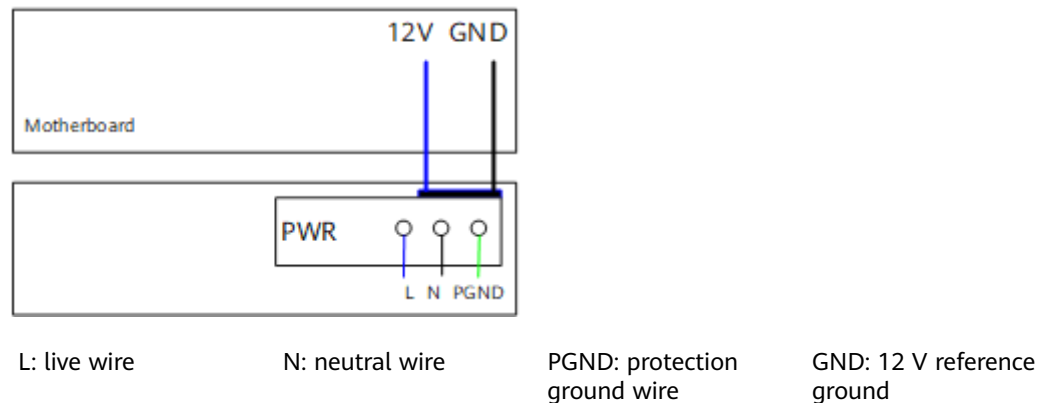 12V GND
Motherboard
PWR
L N PGND
L: live wire
N: neutral wire
PGND: protection
ground wire
GND: 12 V reference
ground